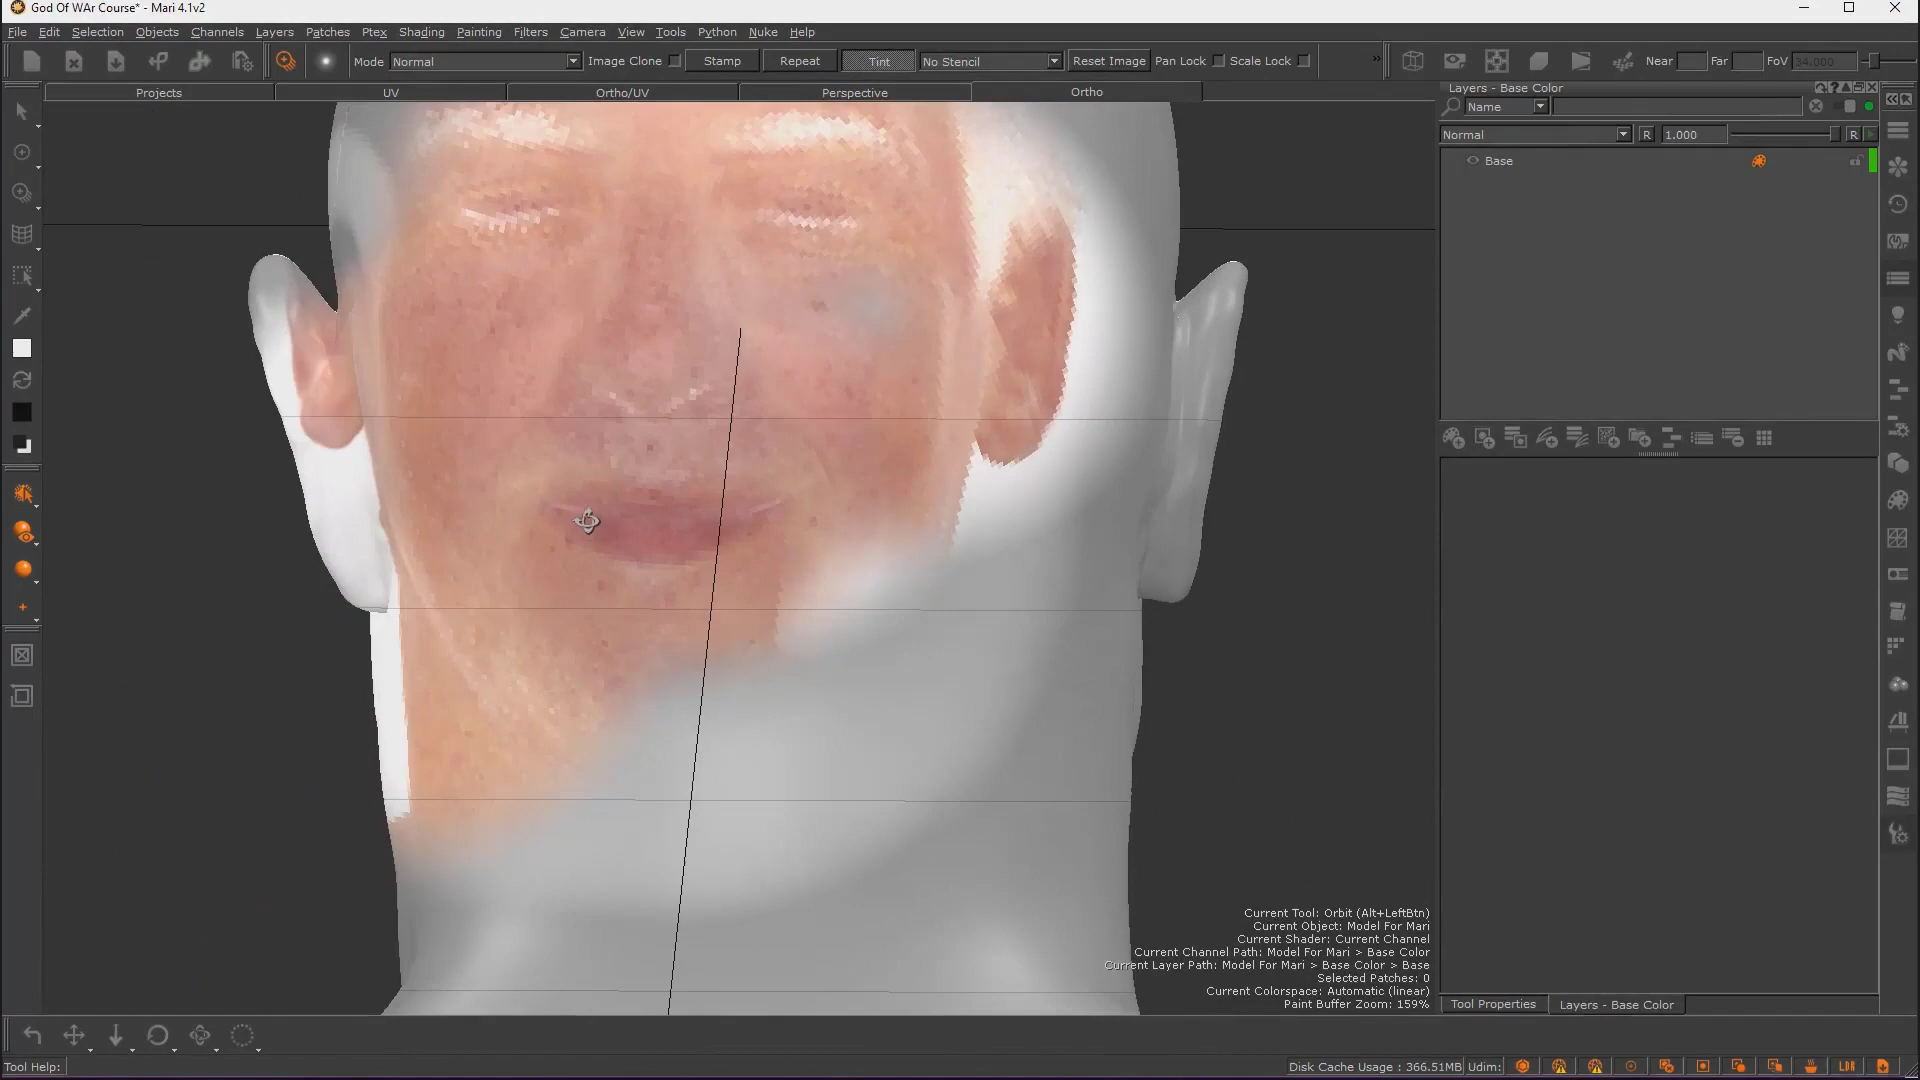 God Of WAr Course* - Mari 4.1v2
File Edit Selection Objects Channels Layers Patches Ptex Shading Painting Filters Camera View Tools Python Nuke Help
Mode Normal Image Clone Stamp Repeat Tint No Stencil Reset Image Pan Lock Scale Lock » Near Far FoV 34.000
Projects UV Ortho/UV Perspective Ortho
Layers - Base Color
Name
Normal R 1.000 R
Base
Current Tool: Orbit (Alt+LeftBtn)
Current Object: Model For Mari
Current Shader: Current Channel
Current Channel Path: Model For Mari > Base Color
Current Layer Path: Model For Mari > Base Color > Base
Selected Patches: 0
Current Colorspace: Automatic (linear)
Paint Buffer Zoom: 159%
Tool Properties Layers - Base Color
Tool Help: Disk Cache Usage : 366.51MB Udim: LDR